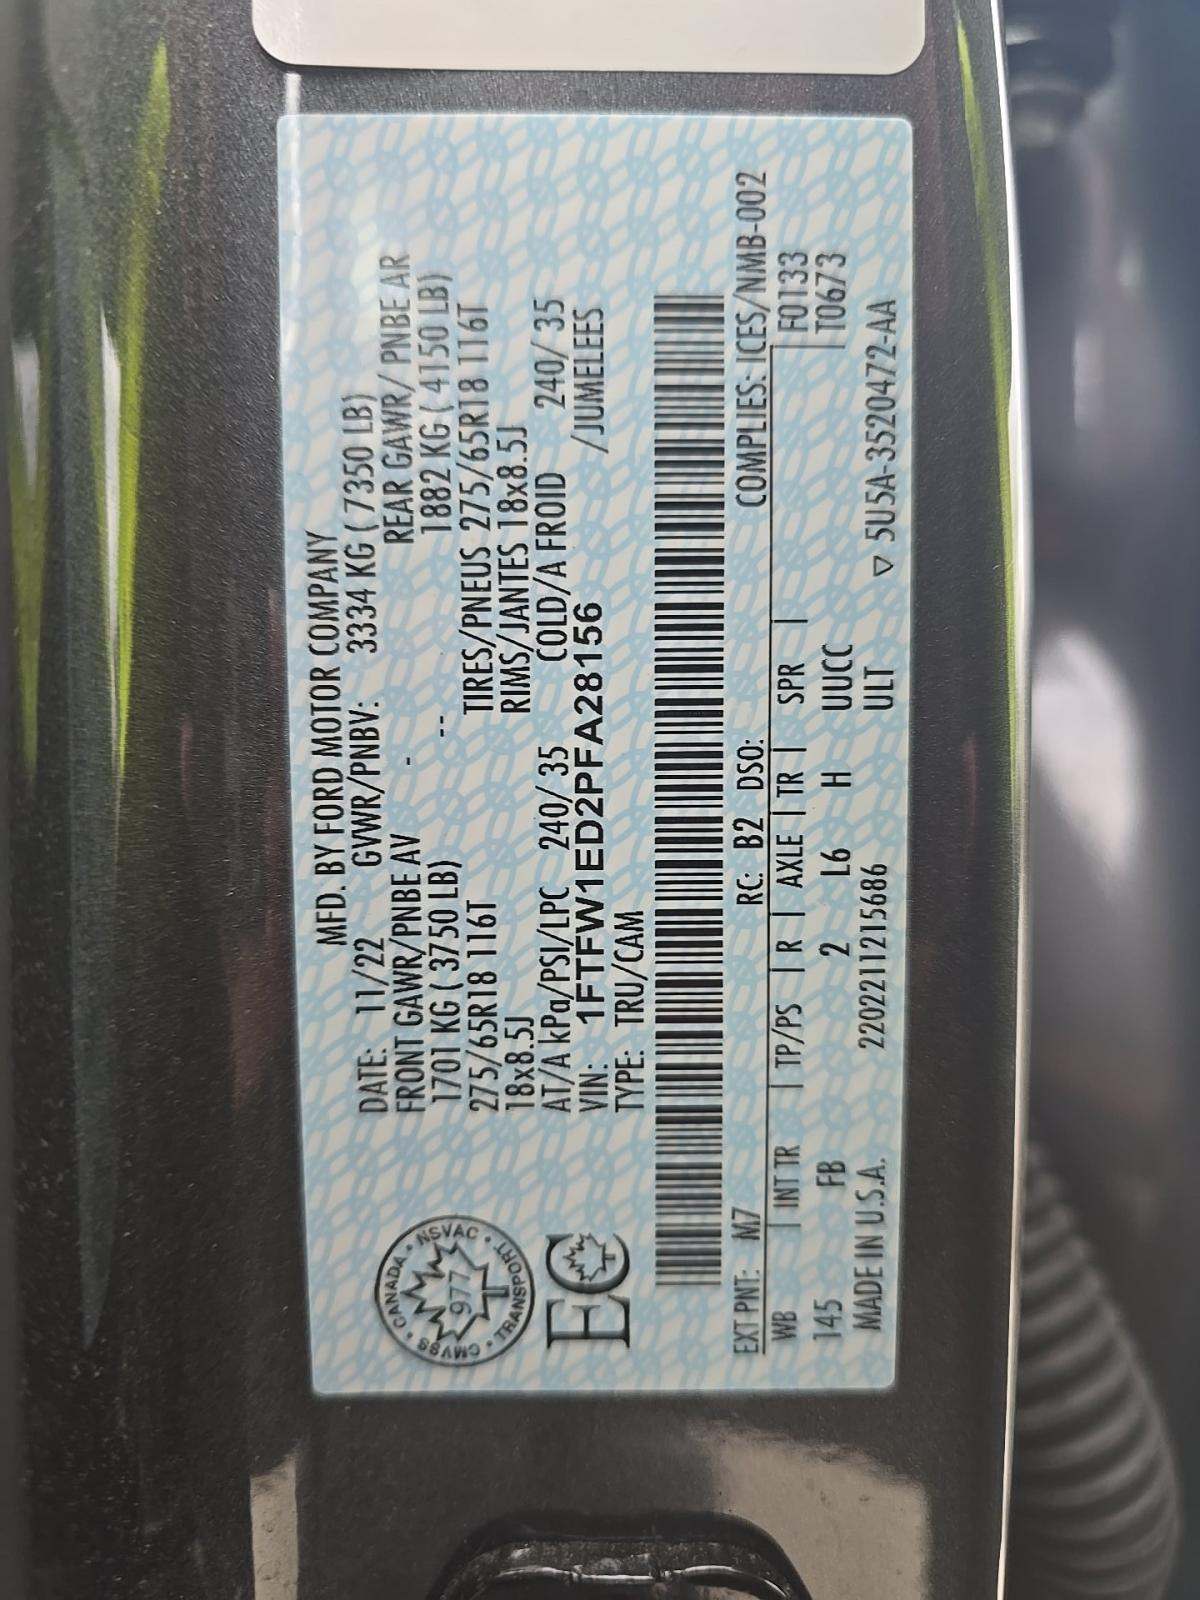 MFD. BY FORD MOTOR COMPANY
DATE: 11/22 GVWR/PNBV: 3334 KG ( 7350 LB)
FRONT GAWR/PNBE AV - REAR GAWR/ PNBE AR
1701 KG ( 3750 LB) -- 1882 KG ( 4150 LB)
275/65R18 116T TIRES/PNEUS 275/65R18 116T
18x8.5J RIMS/JANTES 18x8.5J
AT/A kPa/PSI/LPC 240/ 35 COLD/A FROID 240/ 35
VIN: 1FTFW1ED2PFA28156 /JUMELES
TYPE: TRU/CAM
CANADA • NSVAC • TRANSPORT • CMVSS •
977
EC
EXT PNT: M7 RC: B2 DSO: COMPLIES: ICES/NMB-002
WB | INT TR | TP/PS | R | AXLE | TR | SPR | F0133
145 FB 2 L6 H UUCC T0673
MADE IN U.S.A. 220221121 5686 ULT ▽ 5U5A-3520472-AA